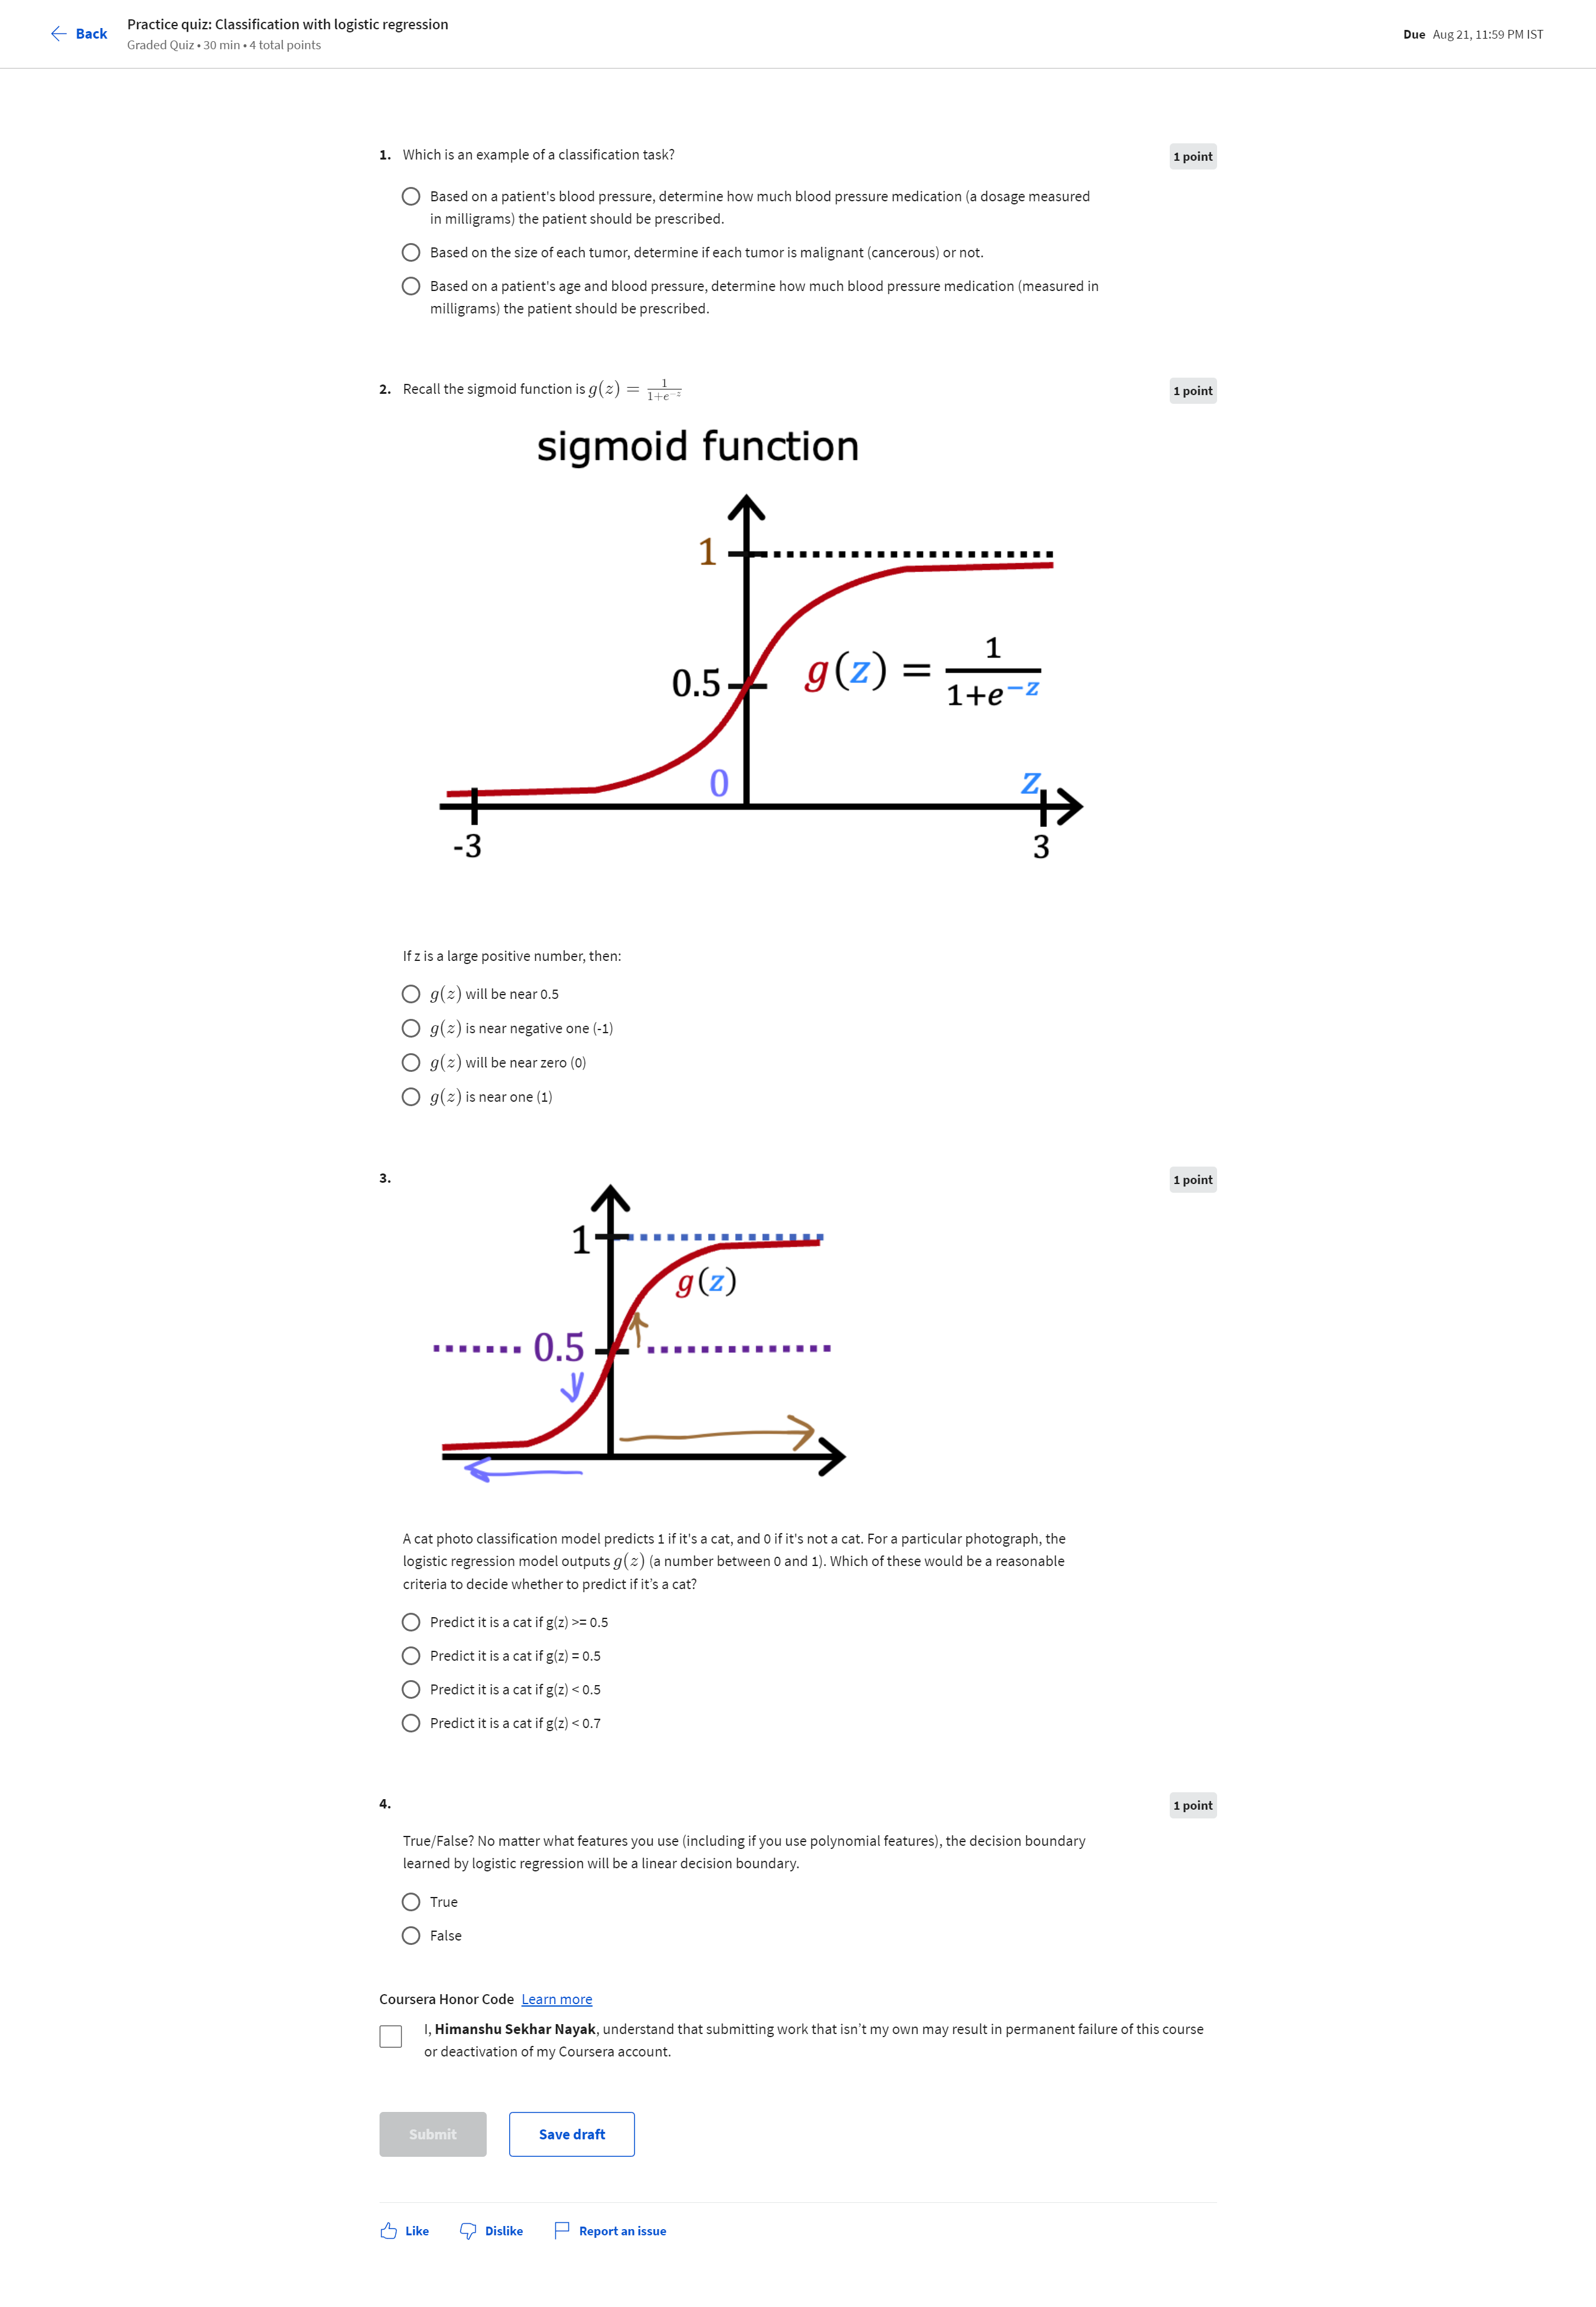 Back
Practice quiz: Classification with logistic regression
Graded Quiz • 30 min • 4 total points
Due Aug 21, 11:59 PM IST
1. Which is an example of a classification task?
1 point
Based on a patient's blood pressure, determine how much blood pressure medication (a dosage measured
in milligrams) the patient should be prescribed.
Based on the size of each tumor, determine if each tumor is malignant (cancerous) or not.
Based on a patient's age and blood pressure, determine how much blood pressure medication (measured in
milligrams) the patient should be prescribed.
2. Recall the sigmoid function is g(z) = 1/(1+e^−z)
1 point
sigmoid function
1
0.5
g(z) = 1/(1+e^−z)
0
z
-3
3
If z is a large positive number, then:
g(z) will be near 0.5
g(z) is near negative one (-1)
g(z) will be near zero (0)
g(z) is near one (1)
3.
1 point
1
g(z)
0.5
A cat photo classification model predicts 1 if it's a cat, and 0 if it's not a cat. For a particular photograph, the
logistic regression model outputs g(z) (a number between 0 and 1). Which of these would be a reasonable
criteria to decide whether to predict if it’s a cat?
Predict it is a cat if g(z) >= 0.5
Predict it is a cat if g(z) = 0.5
Predict it is a cat if g(z) < 0.5
Predict it is a cat if g(z) < 0.7
4.
1 point
True/False? No matter what features you use (including if you use polynomial features), the decision boundary
learned by logistic regression will be a linear decision boundary.
True
False
Coursera Honor Code Learn more
I, Himanshu Sekhar Nayak, understand that submitting work that isn’t my own may result in permanent failure of this course
or deactivation of my Coursera account.
Submit
Save draft
Like
Dislike
Report an issue